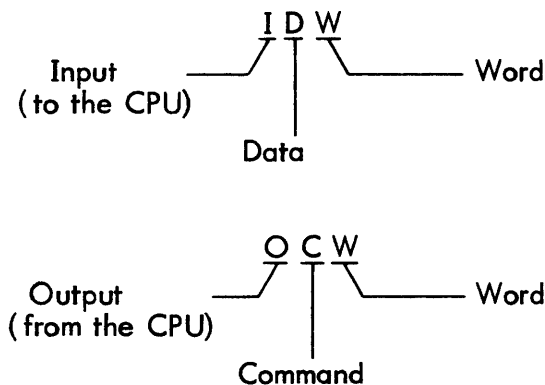 I D W
Input
(to the CPU)
Word
Data
O C W
Output
(from the CPU)
Word
Command